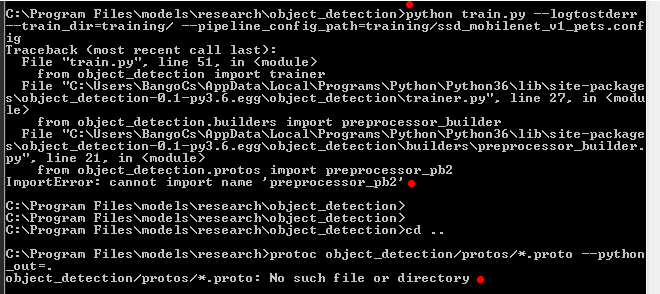 C:\Program Files\models\research\object_detection>python train.py --logtostderr
--train_dir=training/ --pipeline_config_path=training/ssd_mobilenet_v1_pets.conf
ig
Traceback (most recent call last):
  File "train.py", line 51, in <module>
    from object_detection import trainer
  File "C:\Users\BangoCs\AppData\Local\Programs\Python\Python36\lib\site-package
s\object_detection-0.1-py3.6.egg\object_detection\trainer.py", line 27, in <modu
le>
    from object_detection.builders import preprocessor_builder
  File "C:\Users\BangoCs\AppData\Local\Programs\Python\Python36\lib\site-package
s\object_detection-0.1-py3.6.egg\object_detection\builders\preprocessor_builder.
py", line 21, in <module>
    from object_detection.protos import preprocessor_pb2
ImportError: cannot import name 'preprocessor_pb2'
C:\Program Files\models\research\object_detection>
C:\Program Files\models\research\object_detection>
C:\Program Files\models\research\object_detection>cd ..
C:\Program Files\models\research>protoc object_detection/protos/*.proto --python
_out=.
object_detection/protos/*.proto: No such file or directory